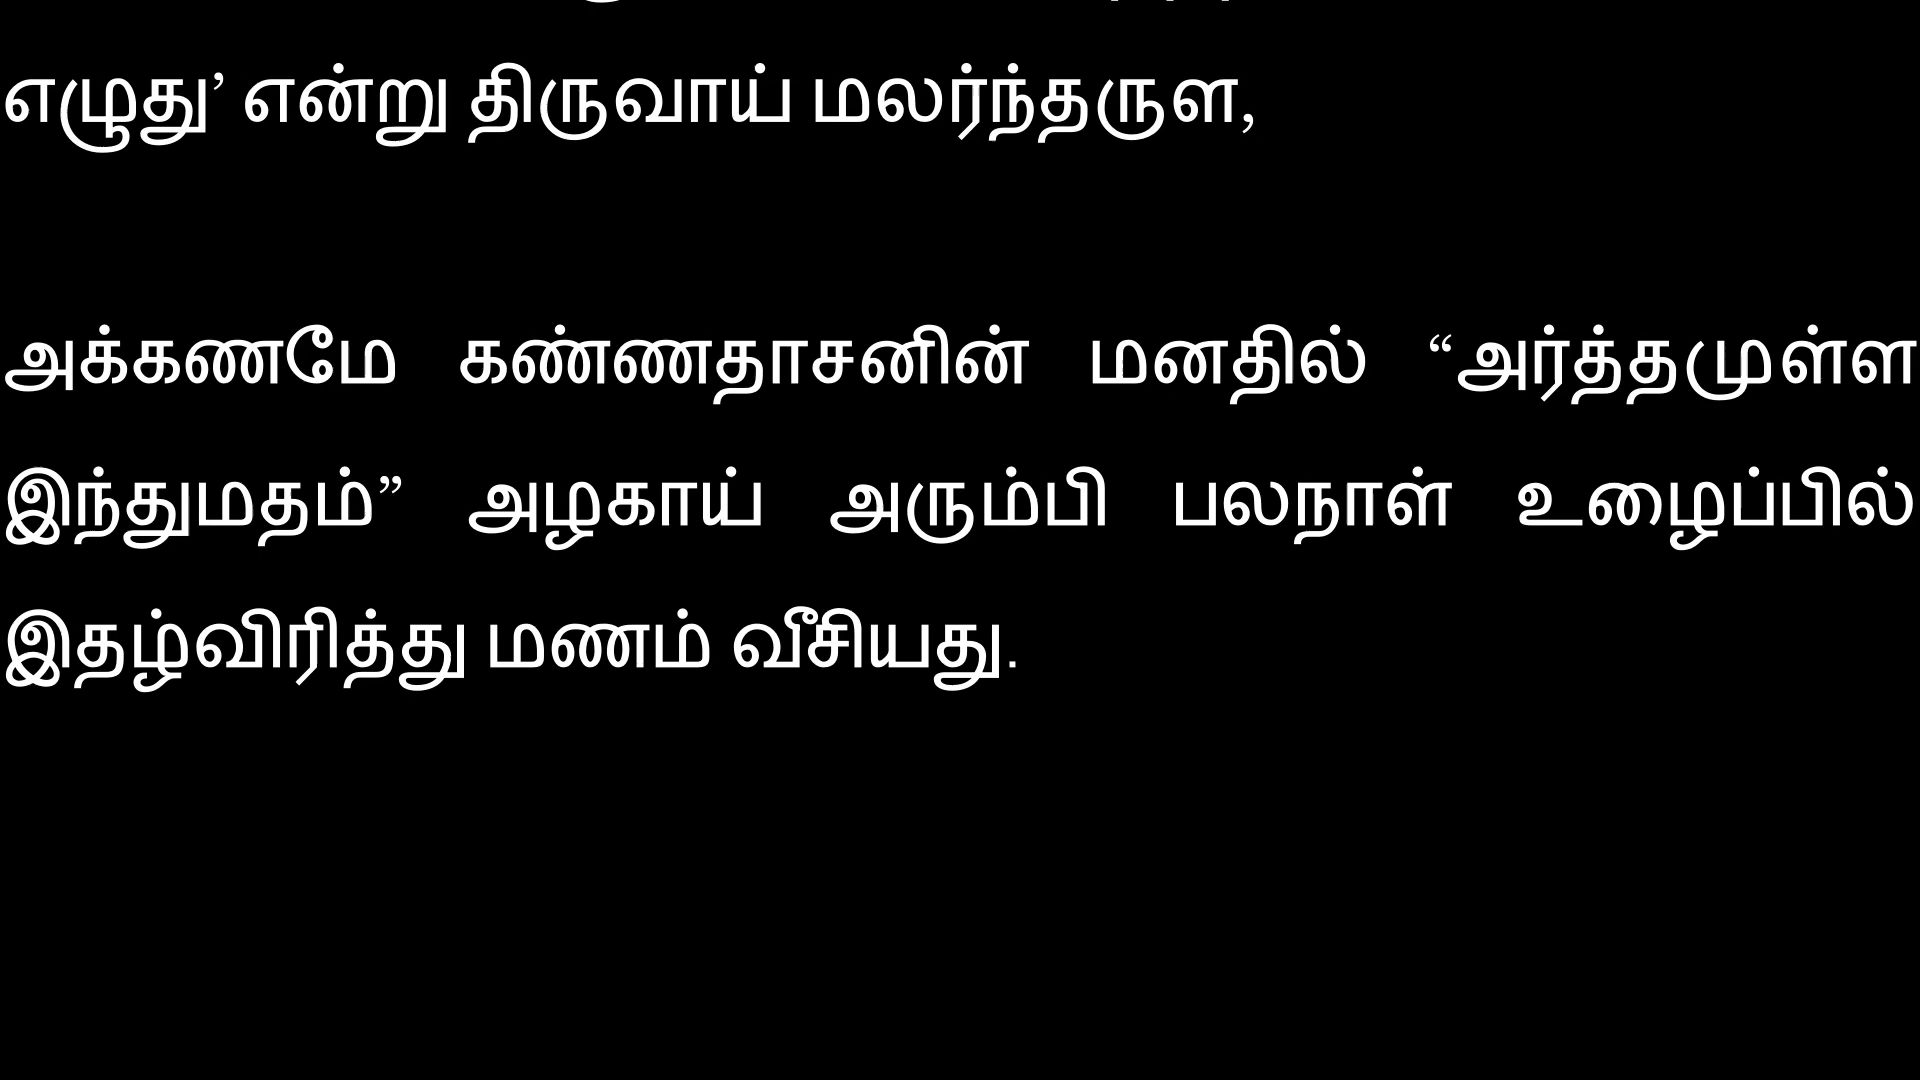 எழுது’ என்று திருவாய் மலர்ந்தருள,
அக்கணமே கண்ணதாசனின் மனதில் “அர்த்தமுள்ள
இந்துமதம்” அழகாய் அரும்பி பலநாள் உழைப்பில்
இதழ்விரித்து மணம் வீசியது.